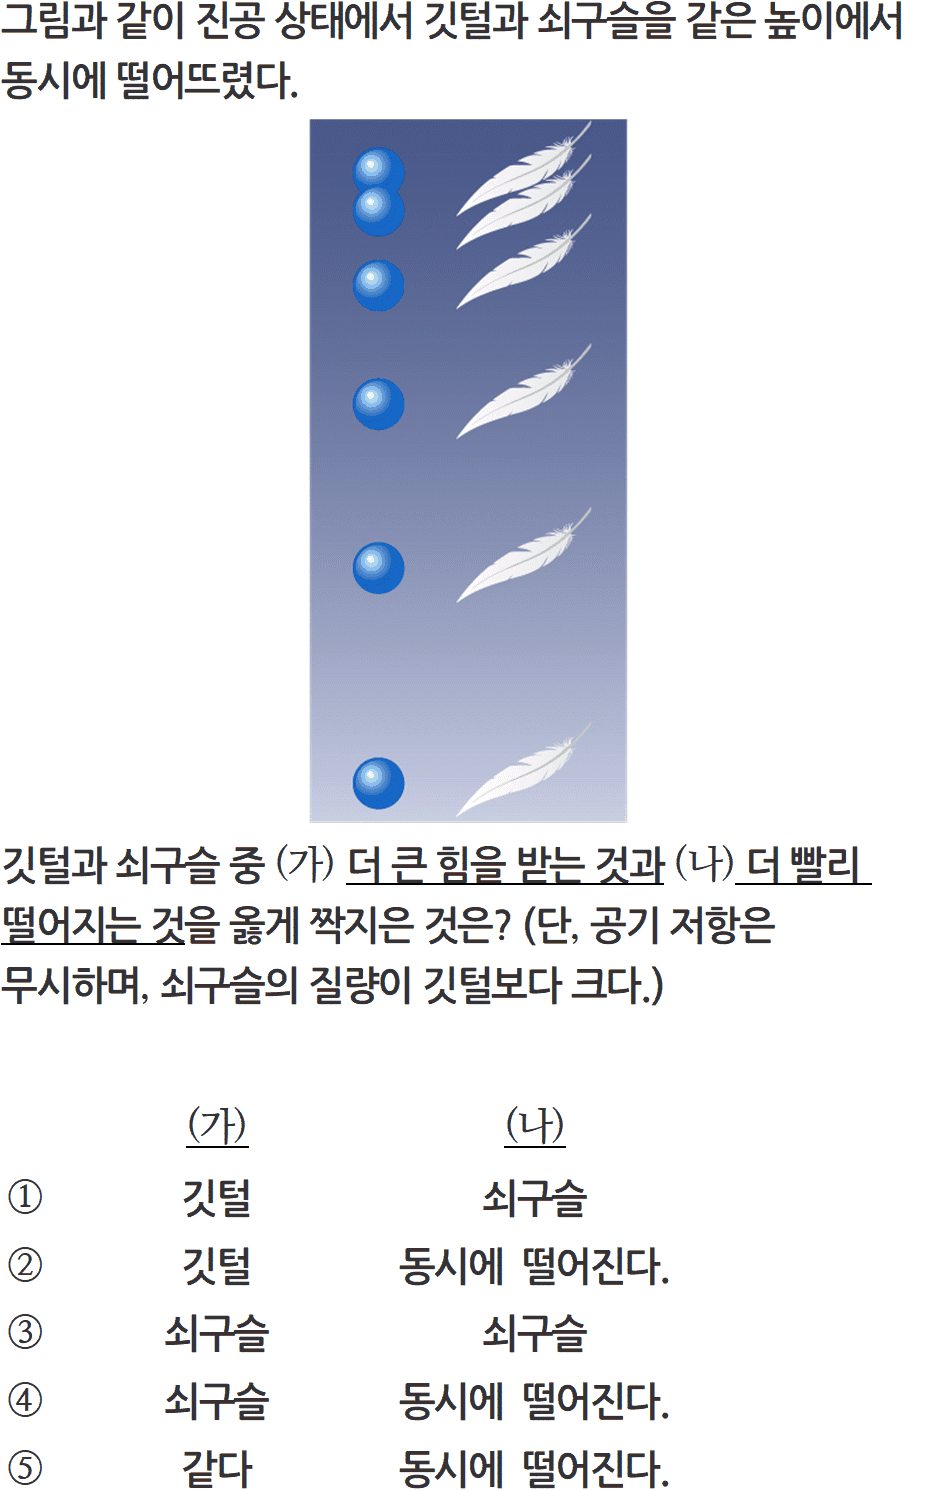 그림과 같이 진공 상태에서 깃털과 쇠구슬을 같은 높이에서
동시에 떨어뜨렸다.
깃털과 쇠구슬 중 (가) 더 큰 힘을 받는 것과 (나) 더 빨리
떨어지는 것을 옳게 짝지은 것은? (단, 공기 저항은
무시하며, 쇠구슬의 질량이 깃털보다 크다.)
(가) (나)
① 깃털 쇠구슬
② 깃털 동시에 떨어진다.
③ 쇠구슬 쇠구슬
④ 쇠구슬 동시에 떨어진다.
⑤ 같다 동시에 떨어진다.